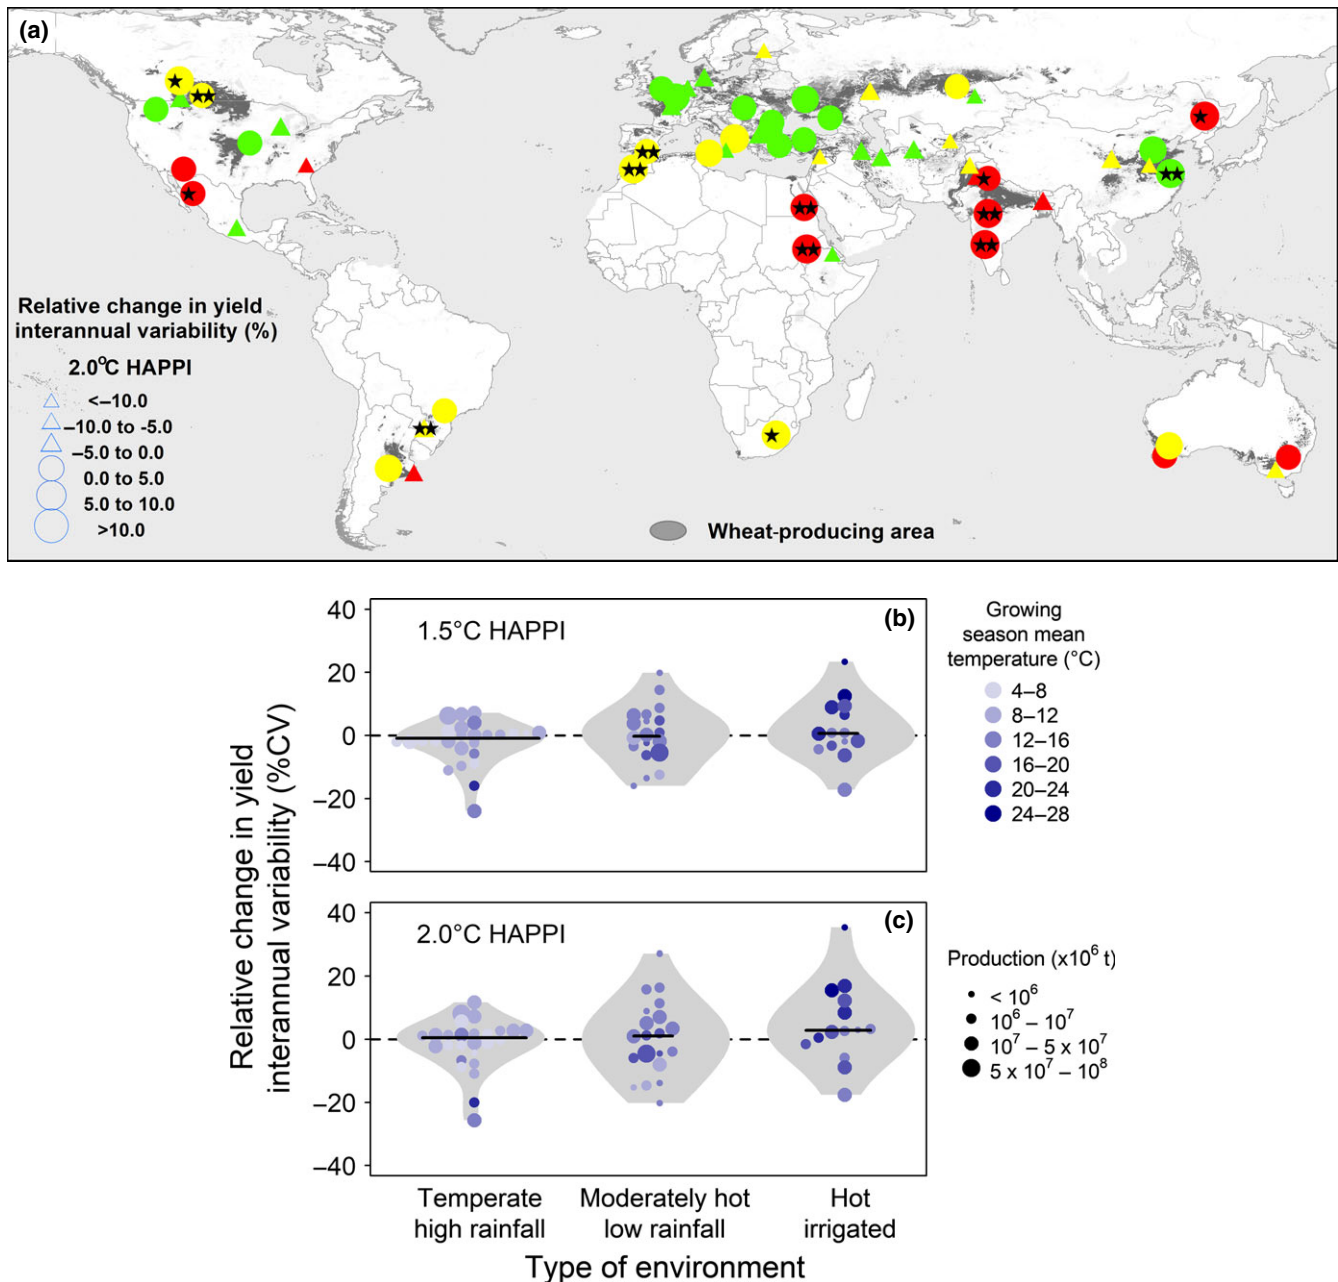 (a)
Relative change in yield
interannual variability (%)
2.0°C HAPPI
<–10.0
–10.0 to -5.0
–5.0 to 0.0
0.0 to 5.0
5.0 to 10.0
>10.0
Wheat-producing area
Relative change in yield
interannual variability (%CV)
40
20
0
–20
–40
1.5°C HAPPI
(b)
Growing
season mean
temperature (°C)
4–8
8–12
12–16
16–20
20–24
24–28
40
20
0
–20
–40
2.0°C HAPPI
(c)
Production (x10⁶ t)
< 10⁶
10⁶ – 10⁷
10⁷ – 5 x 10⁷
5 x 10⁷ – 10⁸
Temperate
high rainfall
Moderately hot
low rainfall
Hot
irrigated
Type of environment